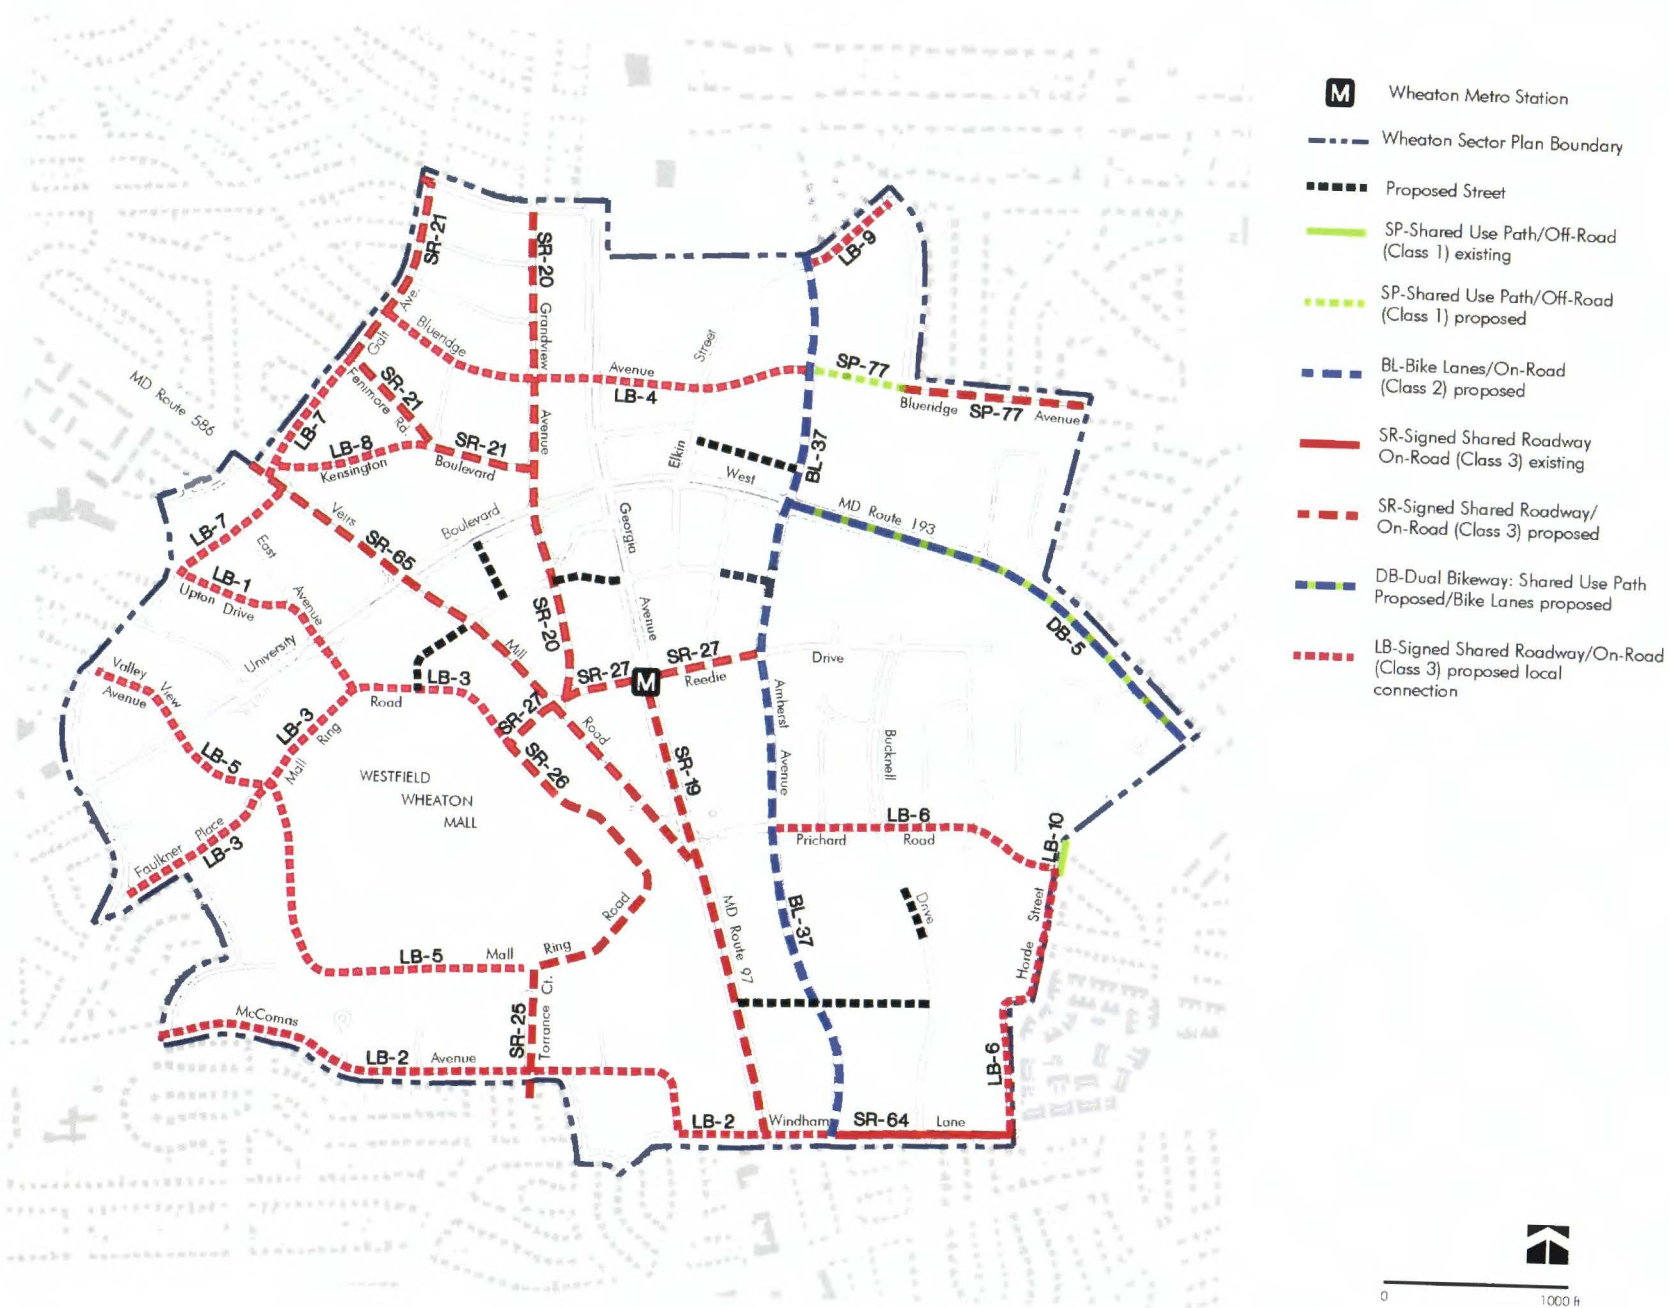 M Wheaton Metro Station
Wheaton Sector Plan Boundary
Proposed Street
SP-Shared Use Path/Off-Road
(Class 1) existing
SP-Shared Use Path/Off-Road
(Class 1) proposed
BL-Bike Lanes/On-Road
(Class 2) proposed
SR-Signed Shared Roadway
On-Road (Class 3) existing
SR-Signed Shared Roadway/
On-Road (Class 3) proposed
DB-Dual Bikeway: Shared Use Path
Proposed/Bike Lanes proposed
LB-Signed Shared Roadway/On-Road
(Class 3) proposed local
connection
SR-21
SR-20
LB-9
Galt Ave.
Blueridge
Grandview
Avenue
Street
LB-4
SP-77
Blueridge
SP-77
Avenue
MD Route 586
Fenimore Rd.
SR-21
LB-7
LB-8
SR-21
Kensington
Boulevard
Avenue
Elkin
West
BL-37
MD Route 193
LB-7
Veirs
SR-65
Boulevard
Georgia
East
LB-1
Upton Drive
Avenue
University
SR-20
Avenue
Mill
DB-5
Valley View
Avenue
LB-3
Road
SR-27
SR-27
M
Reedie
Drive
SR-27
Road
LB-3
Mall
Ring
LB-5
SR-26
SR-19
Amherst
Avenue
Bucknell
WESTFIELD
WHEATON
MALL
LB-6
Prichard
Road
LB-10
Faulkner
Place
LB-3
Road
MD Route 97
BL-37
Drive
Horde
Street
LB-5
Mall
Ring
McComas
SR-25
Torrance Ct.
LB-2
Avenue
LB-6
LB-2
Windham
SR-64
Lane
0
1000 ft